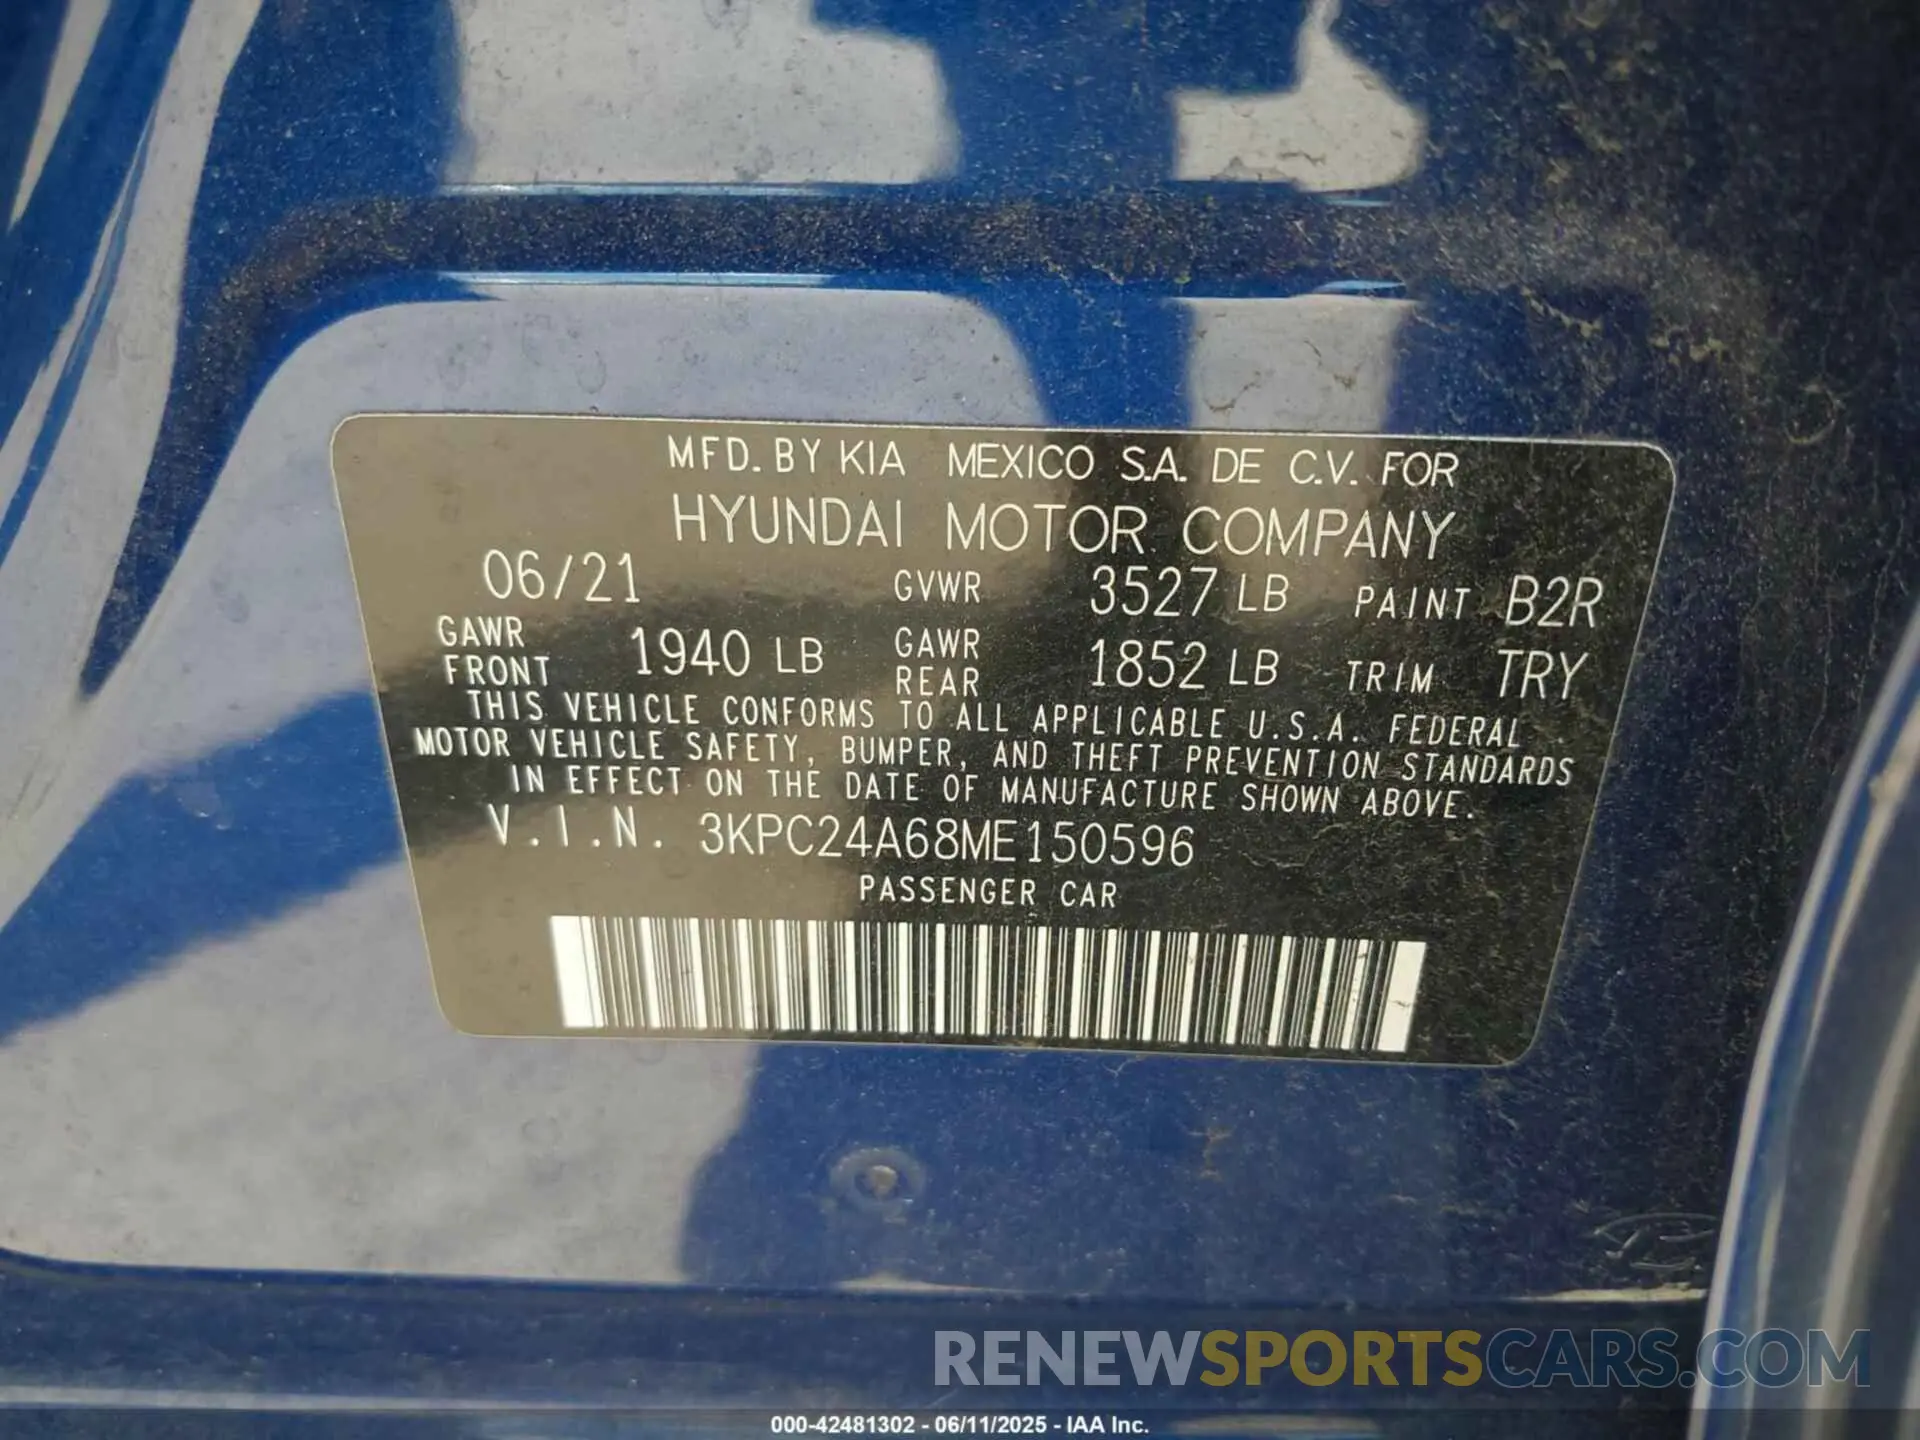 MFD. BY KIA MEXICO S.A. DE C.V. FOR
HYUNDAI MOTOR COMPANY
06/21 GVWR 3527 LB PAINT B2R
GAWR FRONT 1940 LB GAWR REAR 1852 LB TRIM TRY
THIS VEHICLE CONFORMS TO ALL APPLICABLE U.S.A. FEDERAL
MOTOR VEHICLE SAFETY, BUMPER, AND THEFT PREVENTION STANDARDS
IN EFFECT ON THE DATE OF MANUFACTURE SHOWN ABOVE.
V.I.N. 3KPC24A68ME150596
PASSENGER CAR
RENEWSPORTSCARS.COM
000-42481302 - 06/11/2025 - IAA Inc.